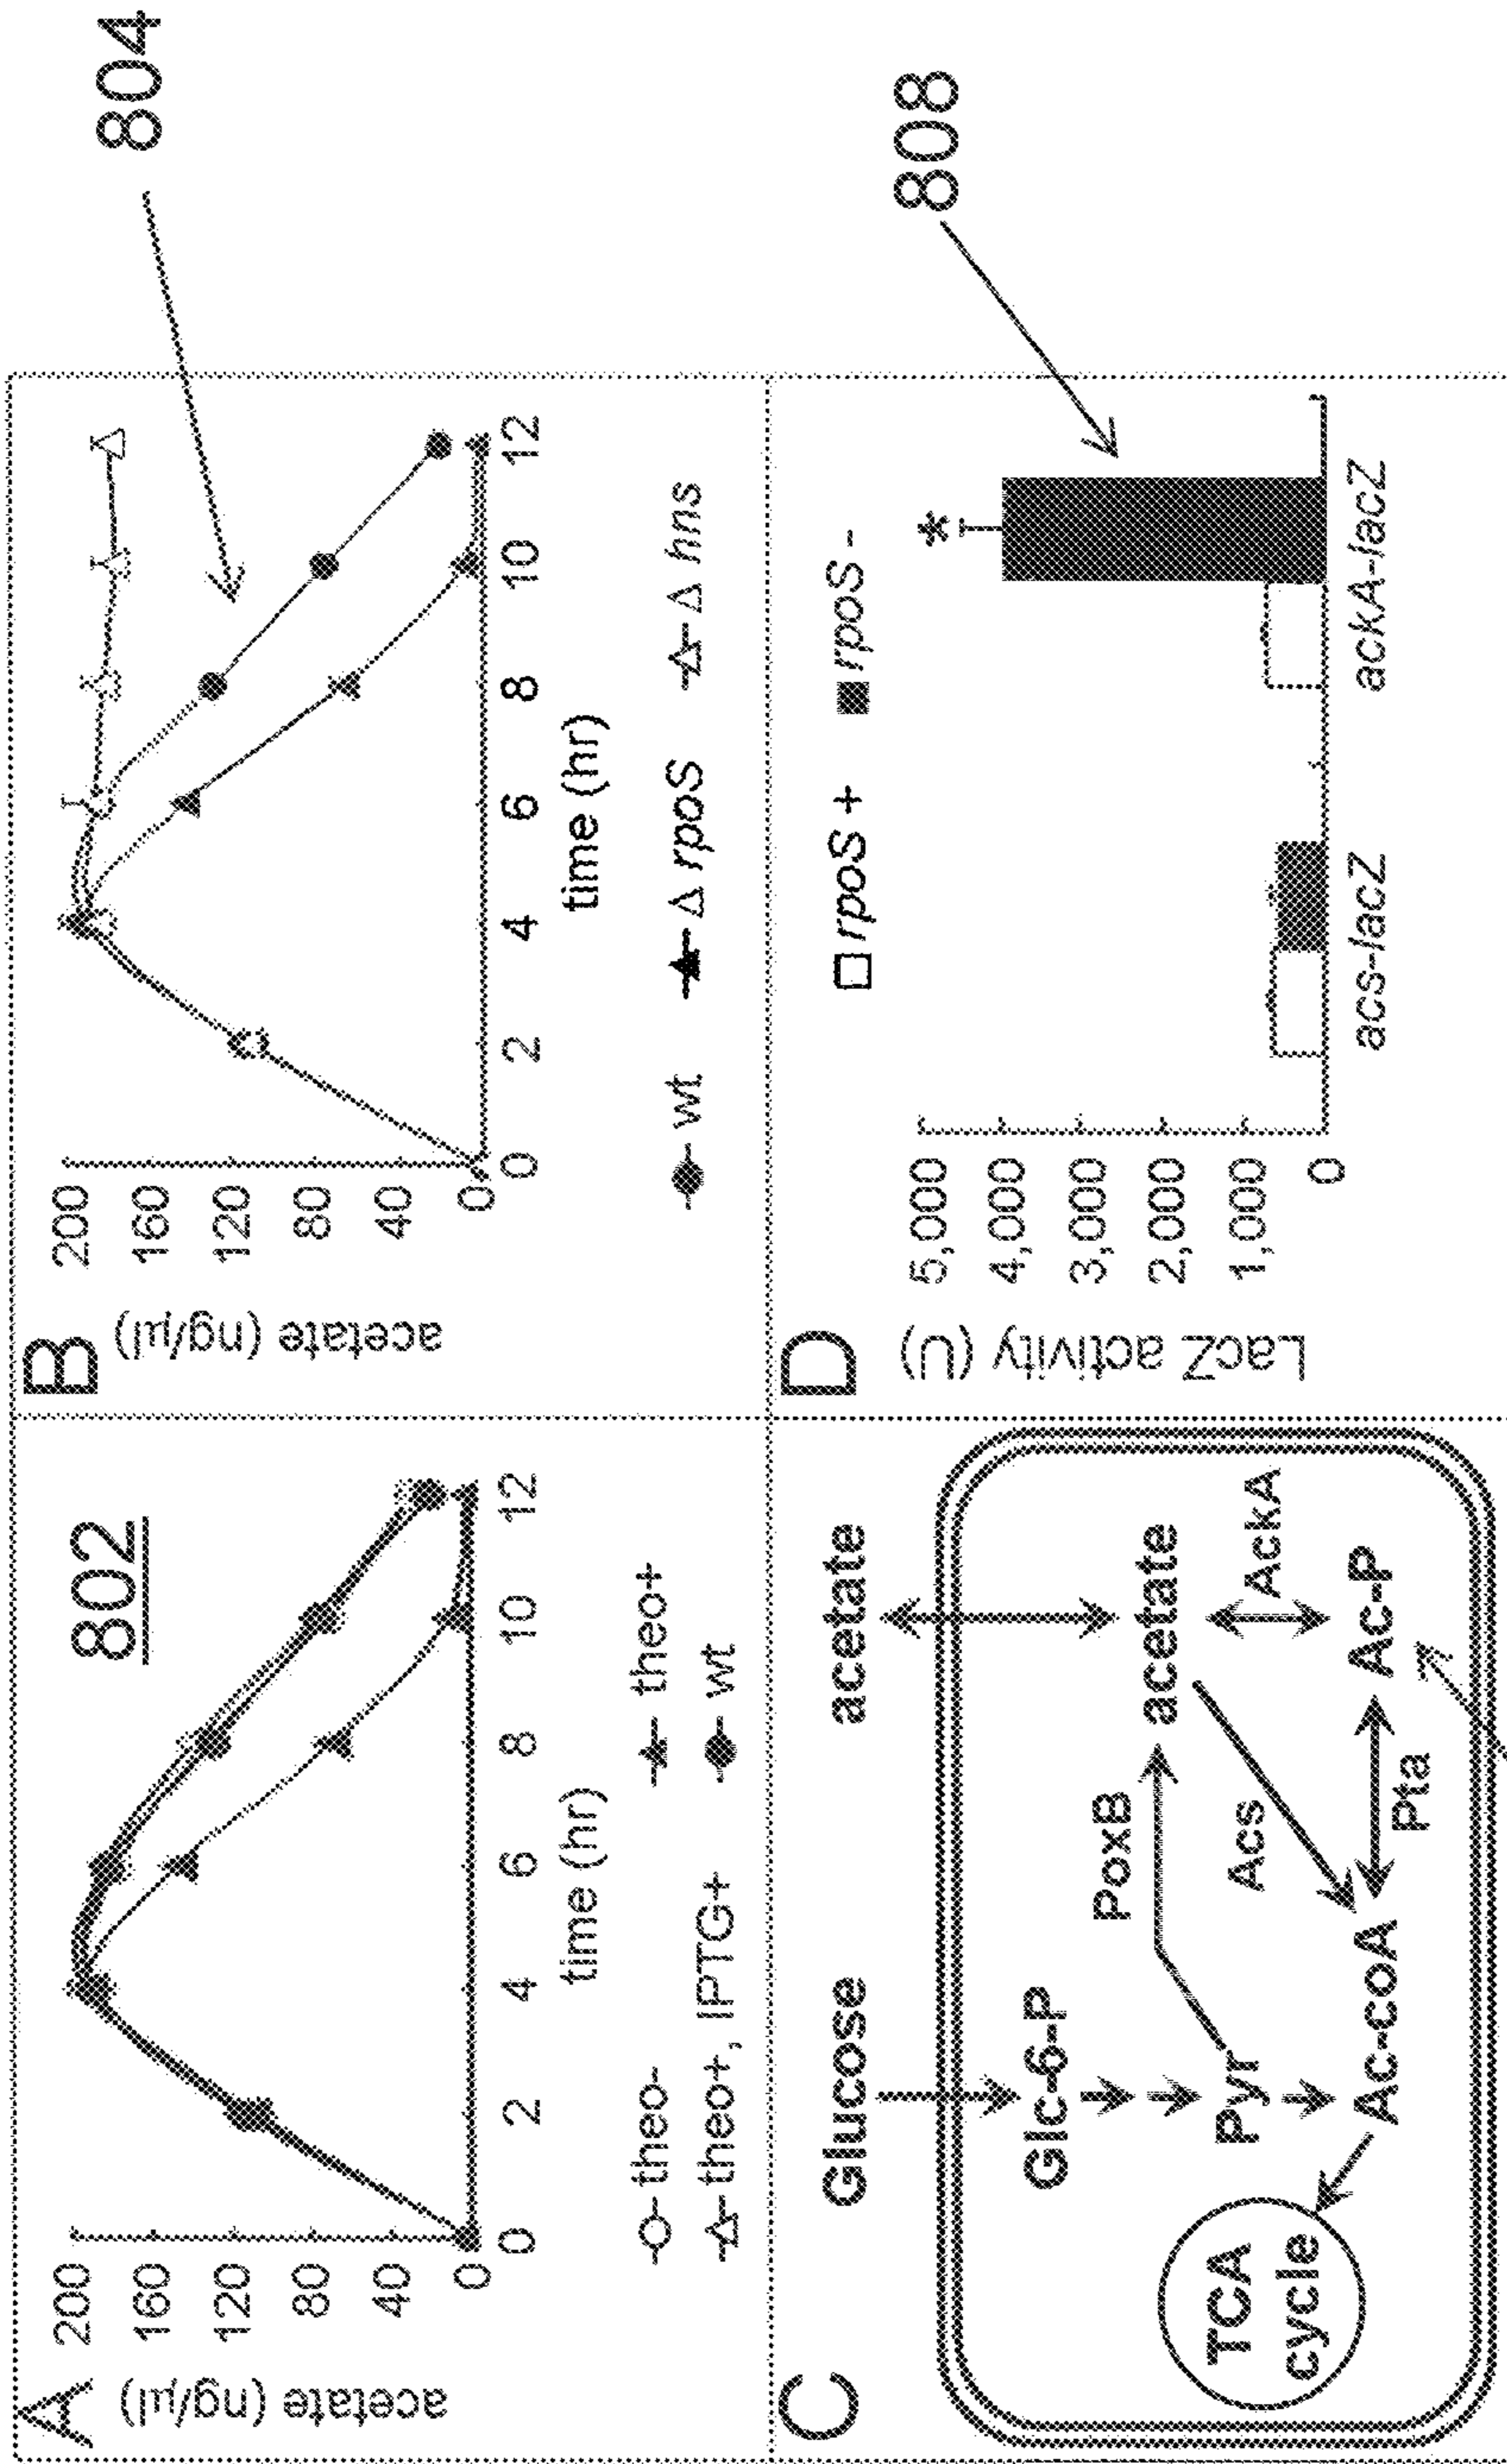 A
802
acetate (ng/µl)
200
160
120
80
40
0
0 2 4 6 8 10 12
time (hr)
theo- theo+
theo+, IPTG+ wt
B
804
acetate (ng/µl)
200
160
120
80
40
0
0 2 4 6 8 10 12
time (hr)
wt Δ rpoS Δ hns
C
Glucose acetate
Glc-6-P
PoxB
Pyr acetate
Acs AckA
Ac-coA Ac-P
Pta
TCA
cycle
D
808
rpoS + rpoS -
LacZ activity (U)
5,000
4,000
3,000
2,000
1,000
0
*
acs-lacZ ackA-lacZ